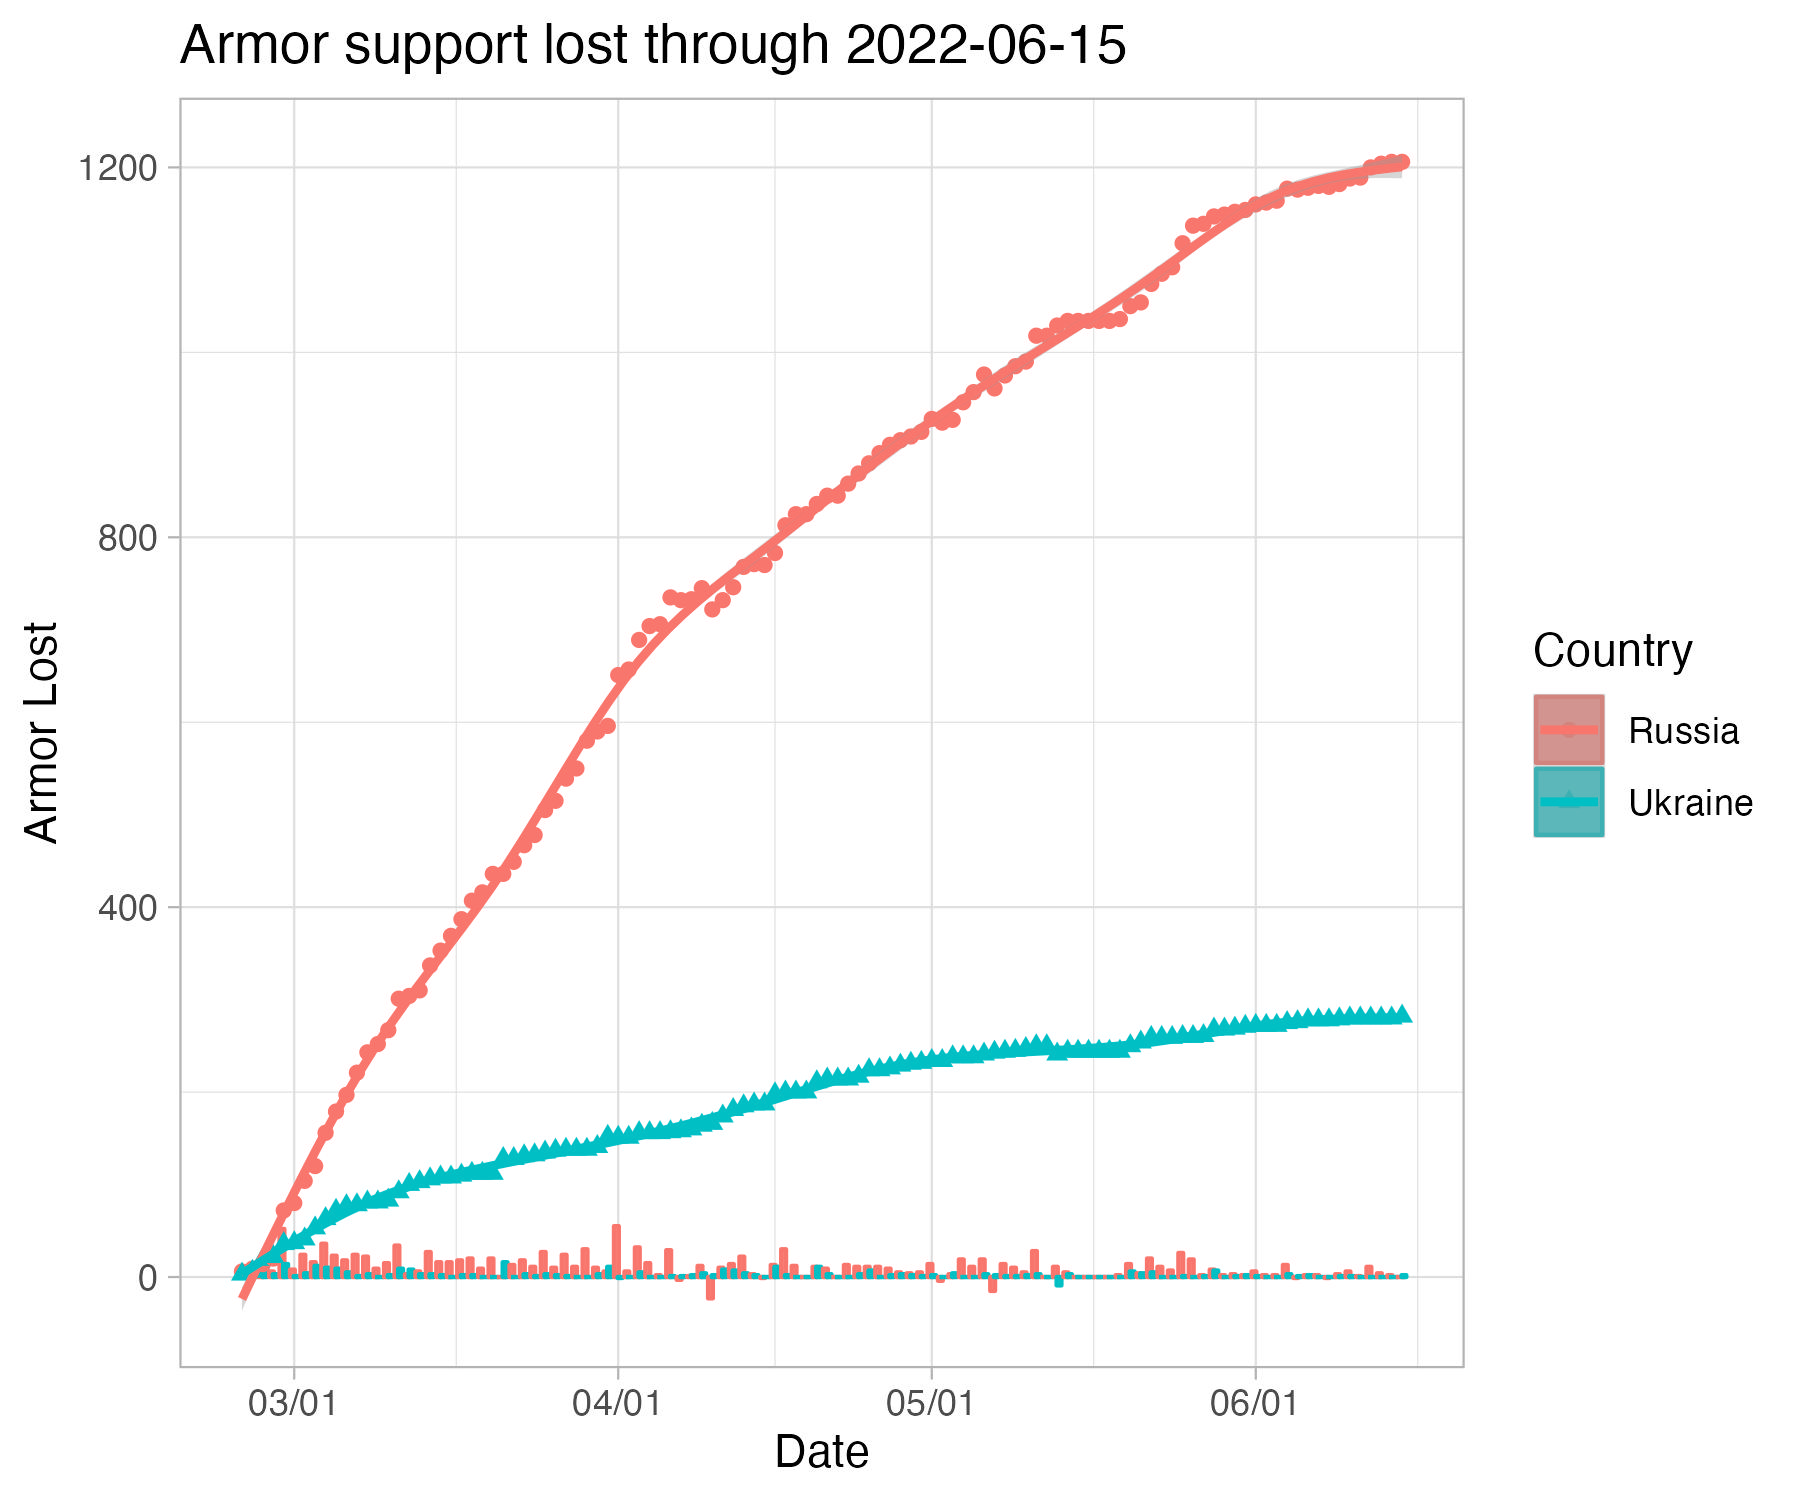 Armor support lost through 2022-06-15
Armor Lost
1200
800
400
0
03/01
04/01
05/01
06/01
Date
Country
Russia
Ukraine